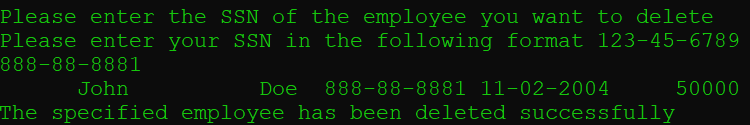 Please enter the SSN of the employee you want to delete
Please enter your SSN in the following format 123-45-6789
888-88-8881
John Doe 888-88-8881 11-02-2004 50000
The specified employee has been deleted successfully